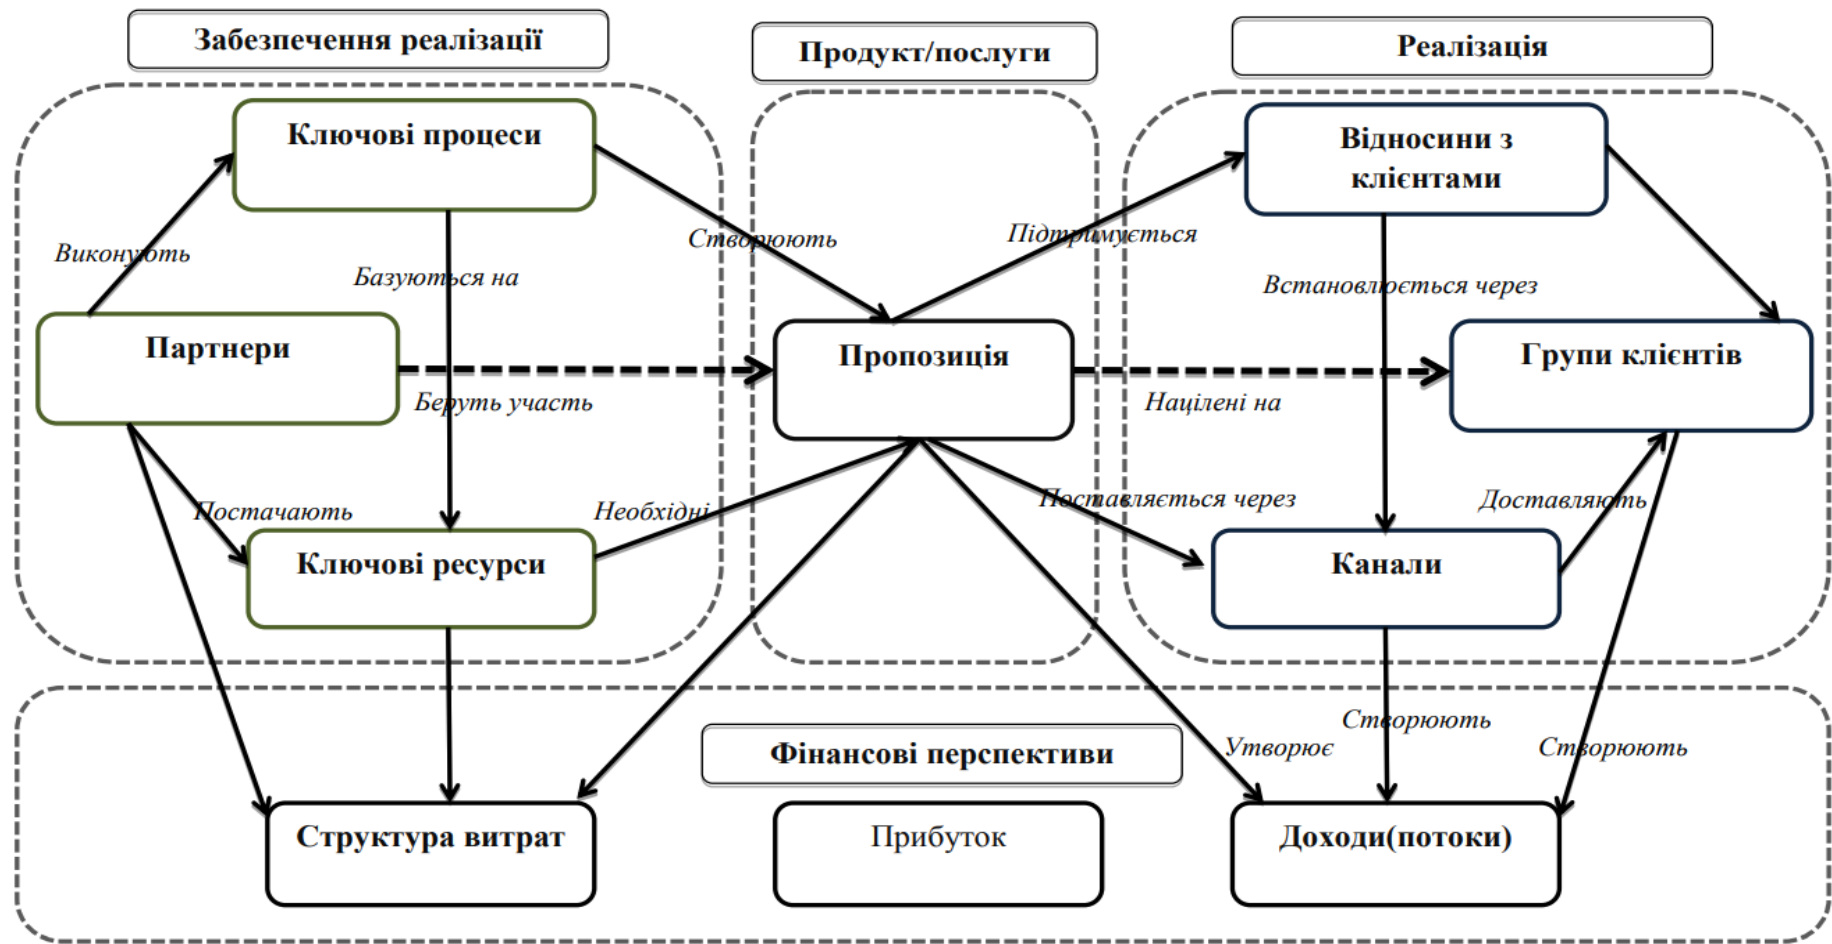 Забезпечення реалізації
Продукт/послуги
Реалізація
Ключові процеси
Відносини з
клієнтами
Виконують
Створюють
Підтримується
Базуються на
Встановлюється через
Партнери
Пропозиція
Групи клієнтів
Беруть участь
Націлені на
Постачають
Необхідні
Поставляється через
Доставляють
Ключові ресурси
Канали
Створюють
Утворює
Створюють
Фінансові перспективи
Структура витрат
Прибуток
Доходи(потоки)